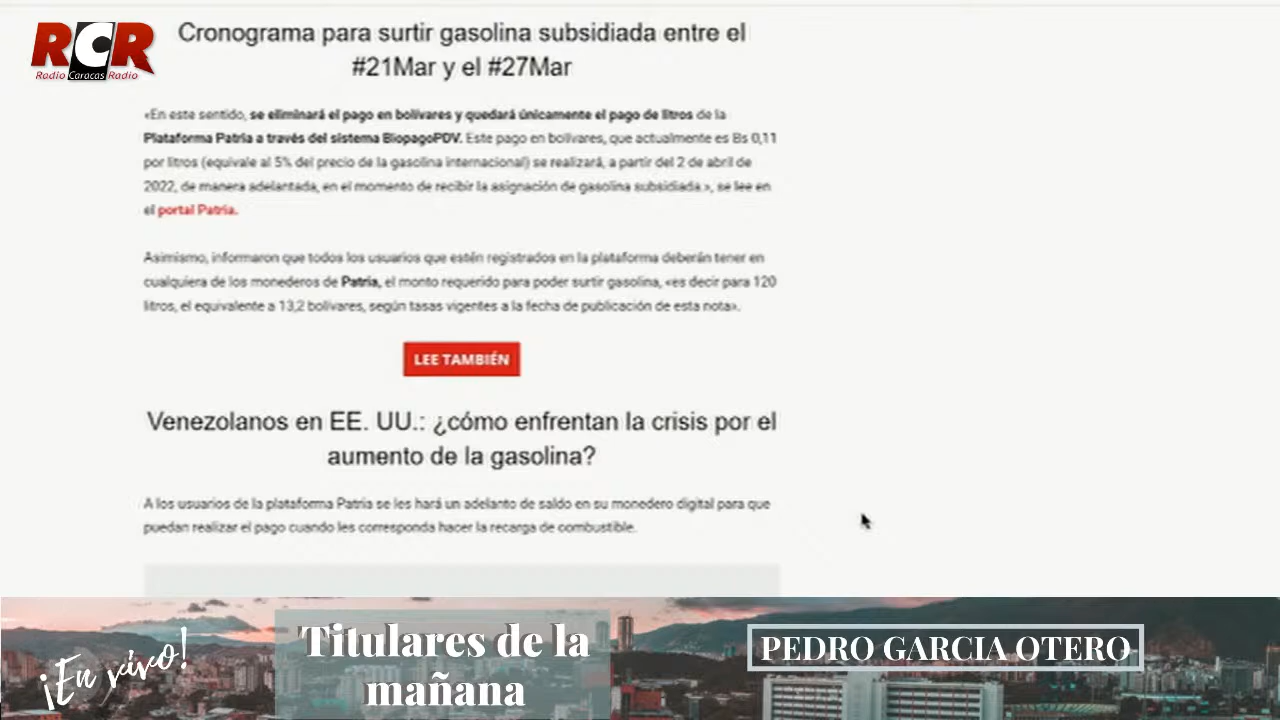 RCR
Radio Caracas Radio
Cronograma para surtir gasolina subsidiada entre el
#21Mar y el #27Mar
«En este sentido, se eliminará el pago en bolívares y quedará únicamente el pago de litros de la
Plataforma Patria a través del sistema BiopagoPDV. Este pago en bolívares, que actualmente es Bs 0,11
por litros (equivale al 5% del precio de la gasolina internacional) se realizará, a partir del 2 de abril de
2022, de manera adelantada, en el momento de recibir la asignación de gasolina subsidiada.», se lee en
el portal Patria.
Asimismo, informaron que todos los usuarios que estén registrados en la plataforma deberán tener en
cualquiera de los monederos de Patria, el monto requerido para poder surtir gasolina, «es decir para 120
litros, el equivalente a 13,2 bolívares, según tasas vigentes a la fecha de publicación de esta nota».
LEE TAMBIÉN
Venezolanos en EE. UU.: ¿cómo enfrentan la crisis por el
aumento de la gasolina?
A los usuarios de la plataforma Patria se les hará un adelanto de saldo en su monedero digital para que
puedan realizar el pago cuando les corresponda hacer la recarga de combustible.
¡En vivo!
Titulares de la
mañana
PEDRO GARCIA OTERO